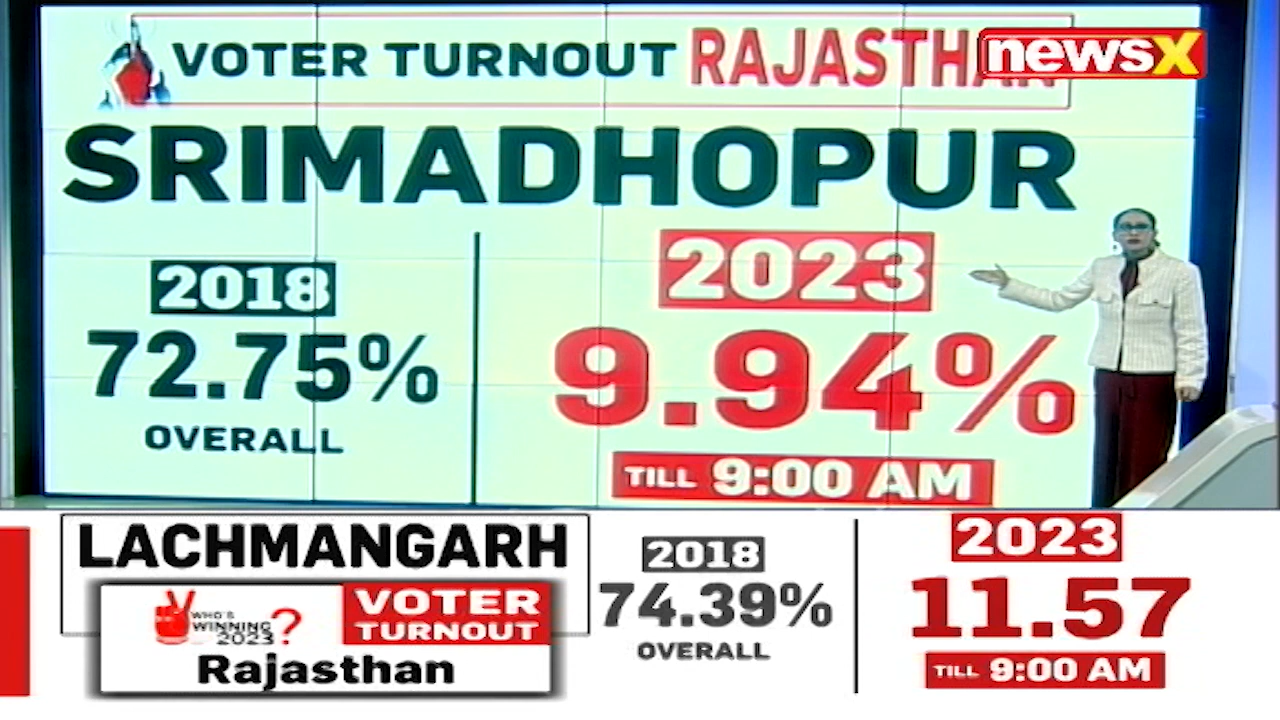 VOTER TURNOUT RAJASTHAN
newsX
SRIMADHOPUR
2018
72.75%
OVERALL
2023
9.94%
TILL 9:00 AM
LACHMANGARH
WHO'S
WINNING
2023?
VOTER
TURNOUT
Rajasthan
2018
74.39%
OVERALL
2023
11.57
TILL 9:00 AM